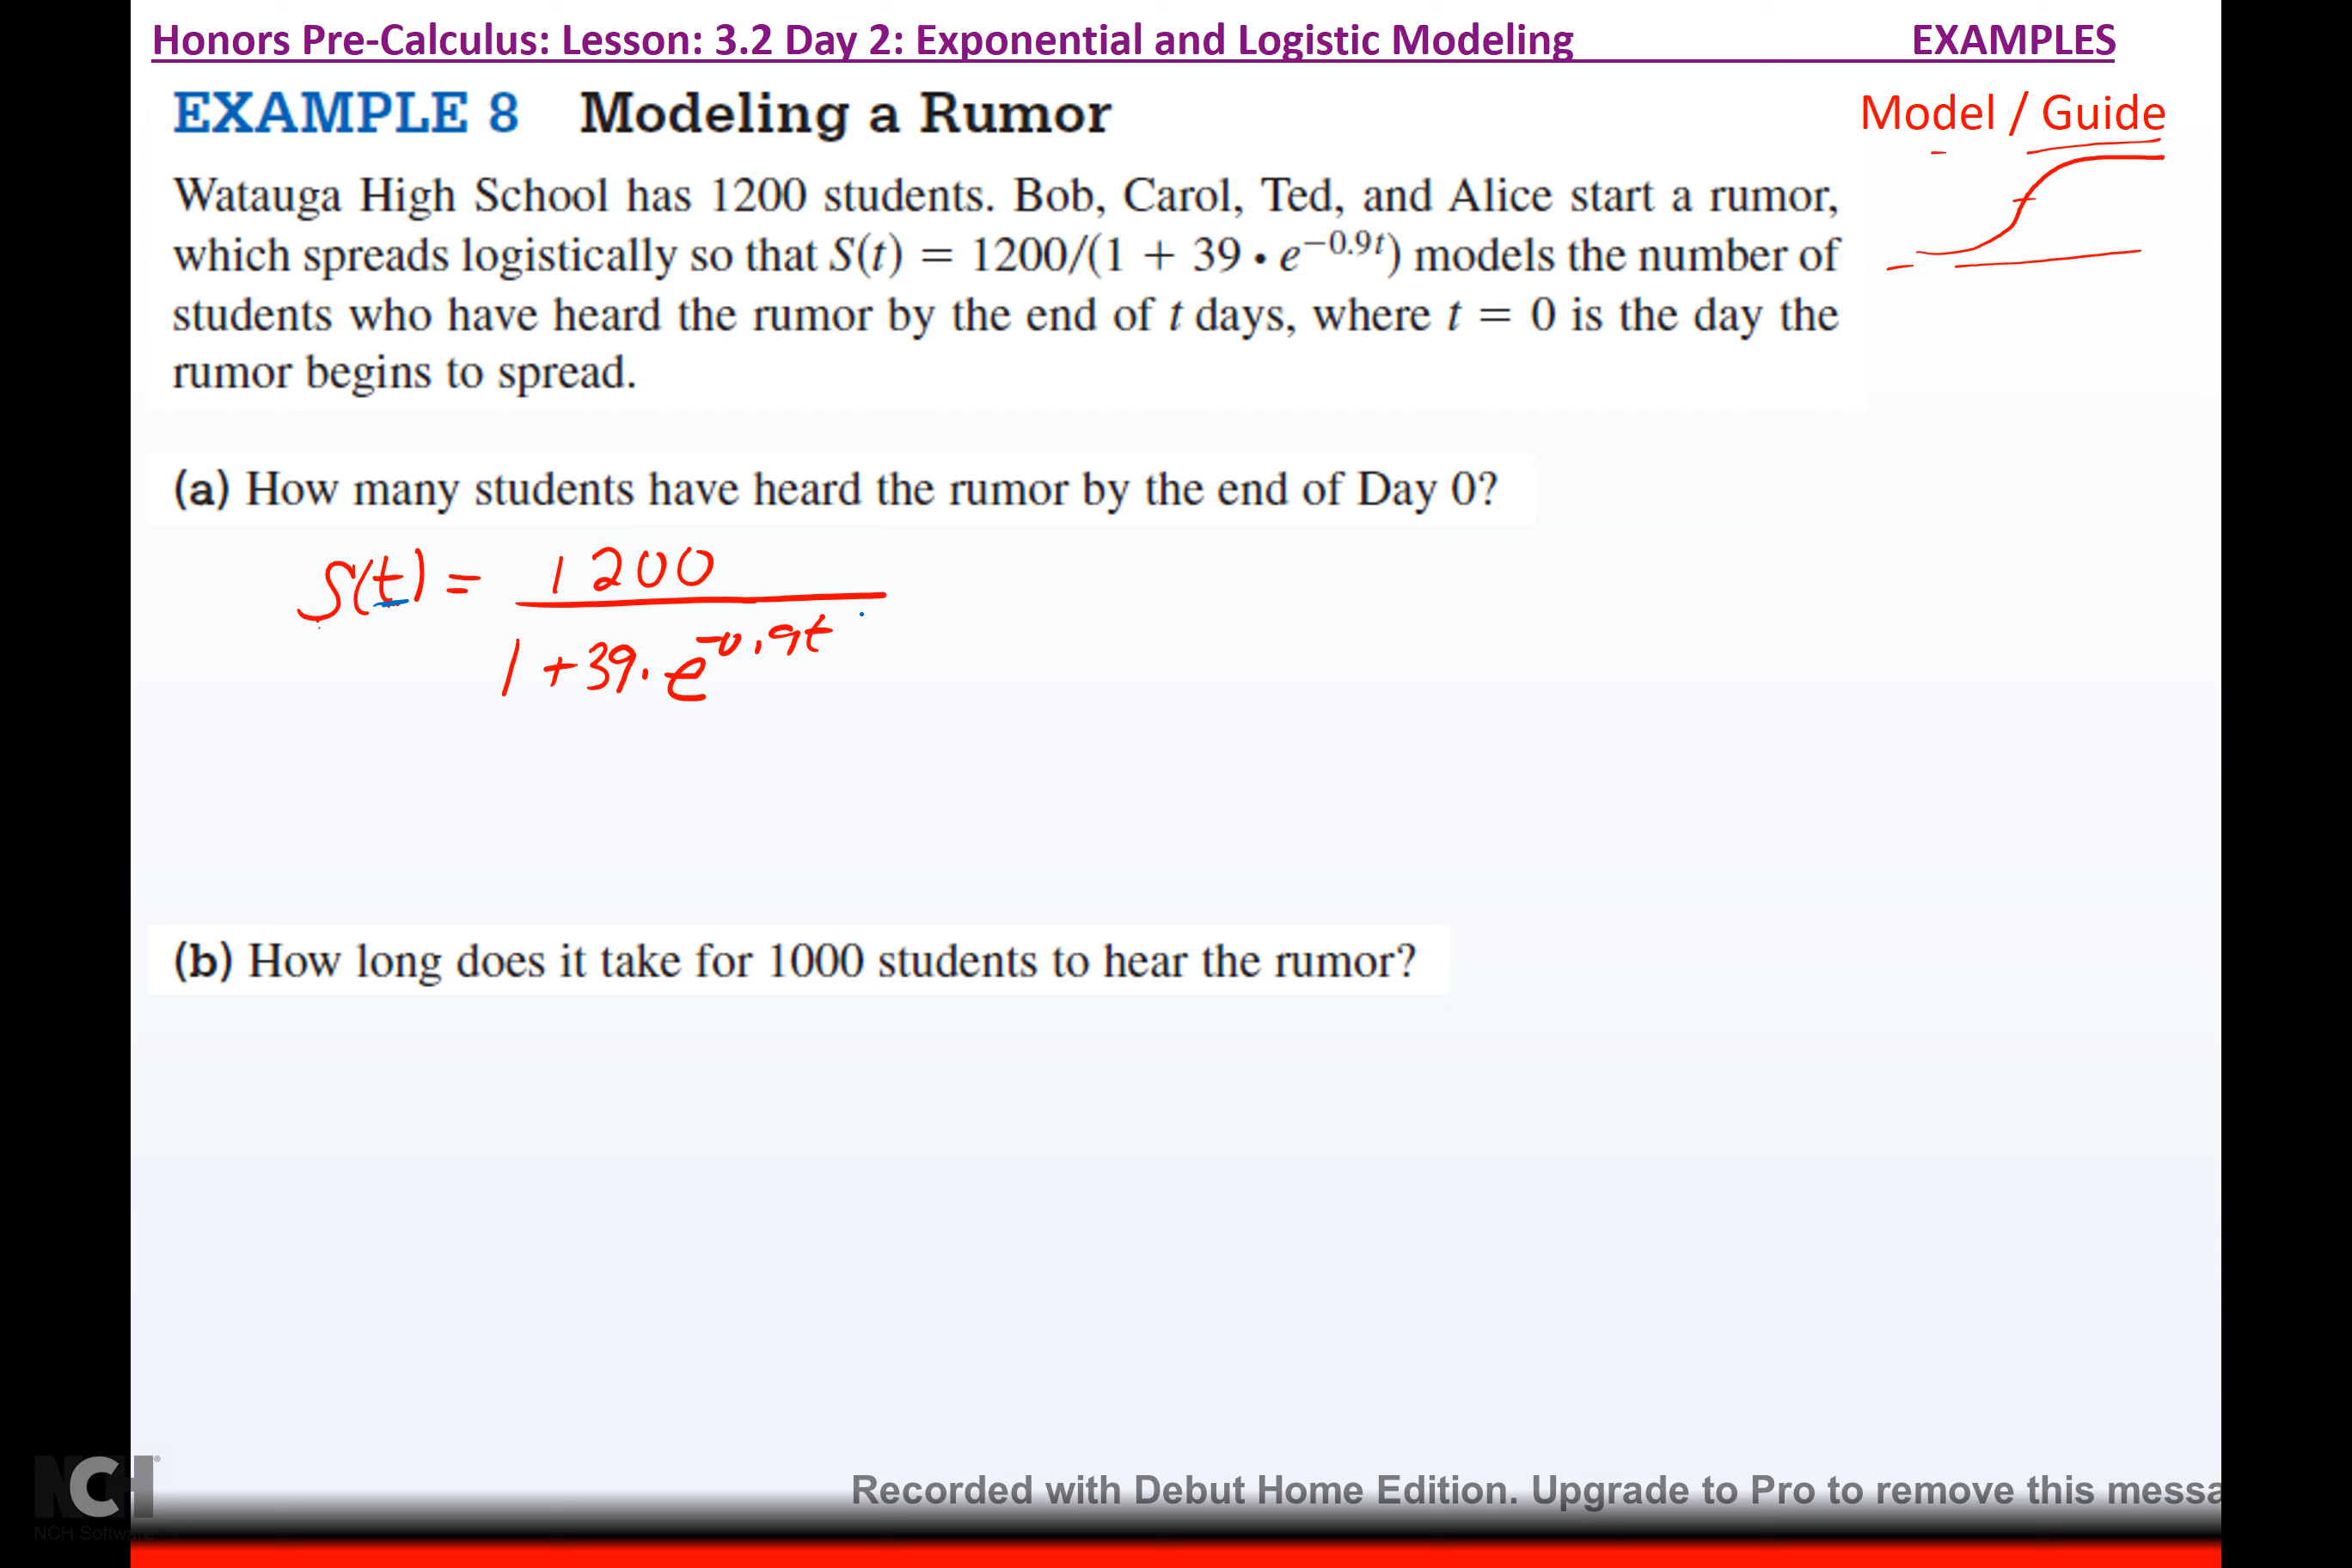 Honors Pre-Calculus: Lesson: 3.2 Day 2: Exponential and Logistic Modeling EXAMPLES
EXAMPLE 8 Modeling a Rumor
Model / Guide
Watauga High School has 1200 students. Bob, Carol, Ted, and Alice start a rumor,
which spreads logistically so that S(t) = 1200/(1 + 39 • e^−0.9t) models the number of
students who have heard the rumor by the end of t days, where t = 0 is the day the
rumor begins to spread.
(a) How many students have heard the rumor by the end of Day 0?
S(t) = 1200
1 + 39 · e^-0.9t
(b) How long does it take for 1000 students to hear the rumor?
NCH®
NCH Software
Recorded with Debut Home Edition. Upgrade to Pro to remove this messa